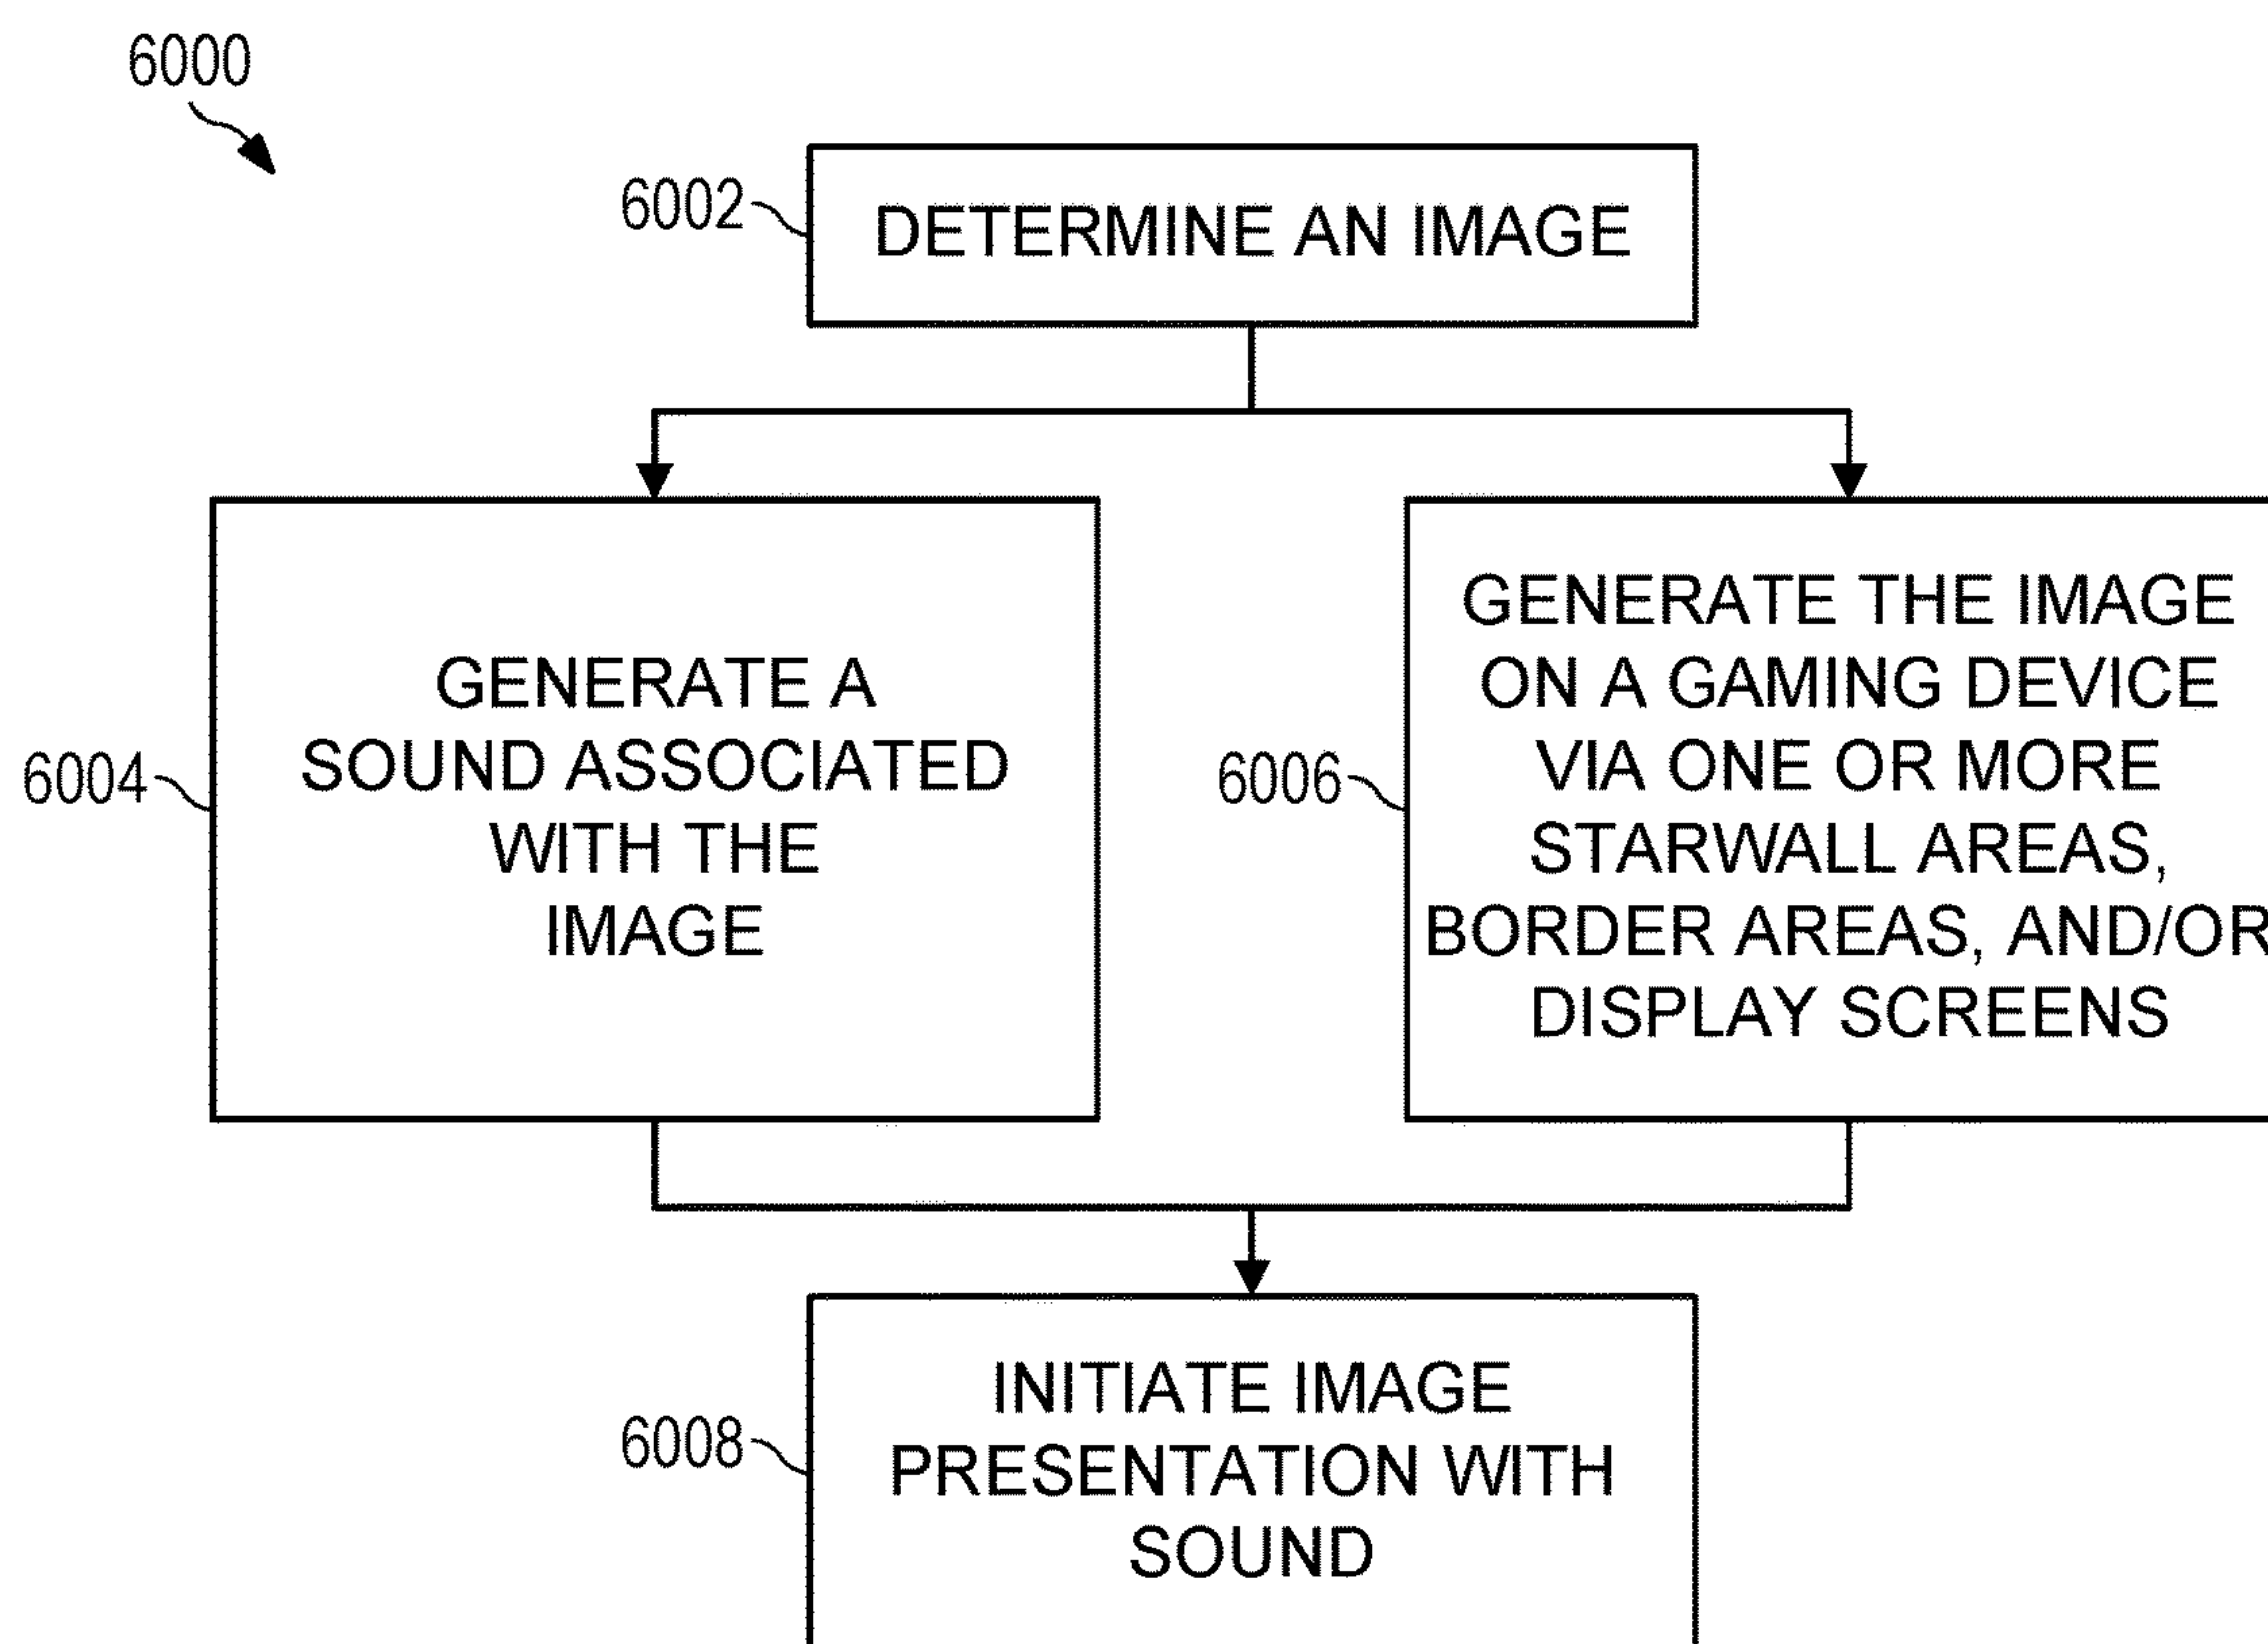 6000
6002
DETERMINE AN IMAGE
6004
GENERATE A
SOUND ASSOCIATED
WITH THE
IMAGE
6006
GENERATE THE IMAGE
ON A GAMING DEVICE
VIA ONE OR MORE
STARWALL AREAS,
BORDER AREAS, AND/OR
DISPLAY SCREENS
6008
INITIATE IMAGE
PRESENTATION WITH
SOUND